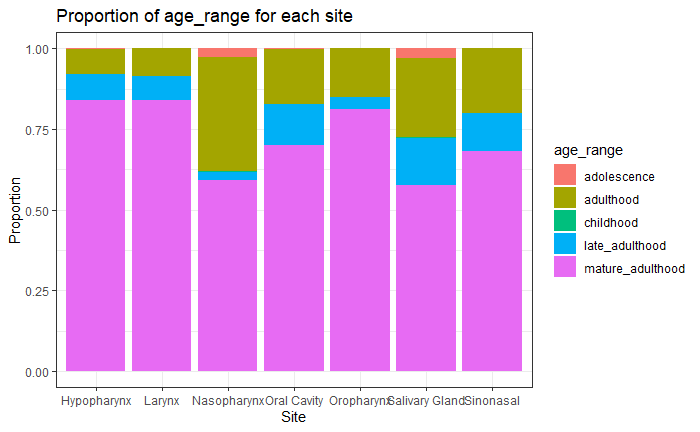 Proportion of age_range for each site
1.00
0.75
0.50
0.25
0.00
Proportion
Hypopharynx Larynx Nasopharynx Oral Cavity Oropharynx Salivary Gland Sinonasal
Site
age_range
adolescence
adulthood
childhood
late_adulthood
mature_adulthood